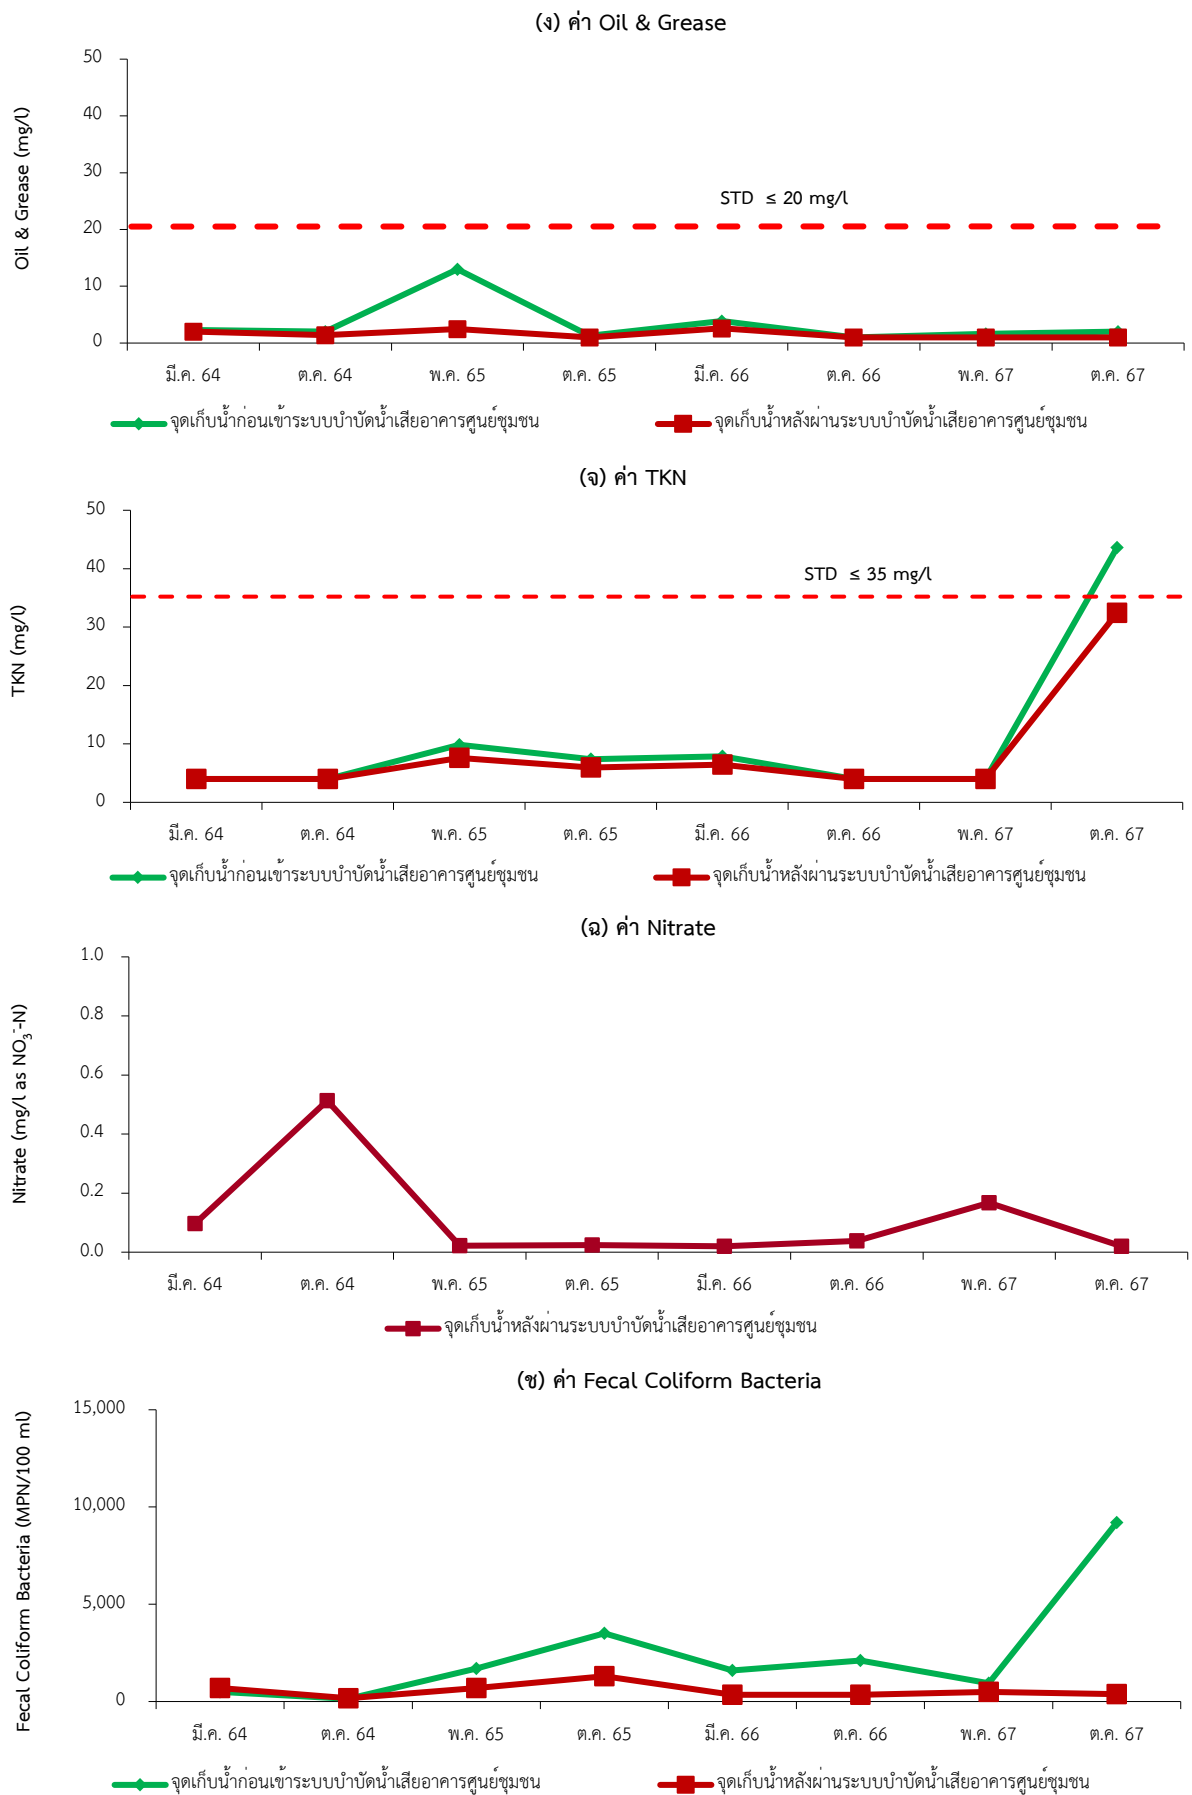 (ง) ค่า Oil & Grease
50
40
30
20
10
0
Oil & Grease (mg/l)
STD ≤ 20 mg/l
มี.ค. 64 ต.ค. 64 พ.ค. 65 ต.ค. 65 มี.ค. 66 ต.ค. 66 พ.ค. 67 ต.ค. 67
จุดเก็บน้ำก่อนเข้าระบบบำบัดน้ำเสียอาคารศูนย์ชุมชน จุดเก็บน้ำหลังผ่านระบบบำบัดน้ำเสียอาคารศูนย์ชุมชน
(จ) ค่า TKN
50
40
30
20
10
0
TKN (mg/l)
STD ≤ 35 mg/l
มี.ค. 64 ต.ค. 64 พ.ค. 65 ต.ค. 65 มี.ค. 66 ต.ค. 66 พ.ค. 67 ต.ค. 67
จุดเก็บน้ำก่อนเข้าระบบบำบัดน้ำเสียอาคารศูนย์ชุมชน จุดเก็บน้ำหลังผ่านระบบบำบัดน้ำเสียอาคารศูนย์ชุมชน
(ฉ) ค่า Nitrate
1.0
0.8
0.6
0.4
0.2
0.0
Nitrate (mg/l as NO₃⁻-N)
มี.ค. 64 ต.ค. 64 พ.ค. 65 ต.ค. 65 มี.ค. 66 ต.ค. 66 พ.ค. 67 ต.ค. 67
จุดเก็บน้ำหลังผ่านระบบบำบัดน้ำเสียอาคารศูนย์ชุมชน
(ช) ค่า Fecal Coliform Bacteria
15,000
10,000
5,000
0
Fecal Coliform Bacteria (MPN/100 ml)
มี.ค. 64 ต.ค. 64 พ.ค. 65 ต.ค. 65 มี.ค. 66 ต.ค. 66 พ.ค. 67 ต.ค. 67
จุดเก็บน้ำก่อนเข้าระบบบำบัดน้ำเสียอาคารศูนย์ชุมชน จุดเก็บน้ำหลังผ่านระบบบำบัดน้ำเสียอาคารศูนย์ชุมชน